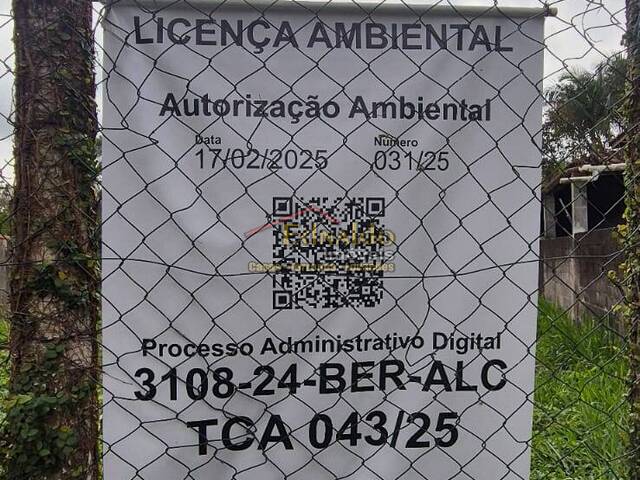 LICENÇA AMBIENTAL
Autorização Ambiental
Data
17/02/2025
Número
031/25
Processo Administrativo Digital
3108-24-BER-ALC
TCA 043/25